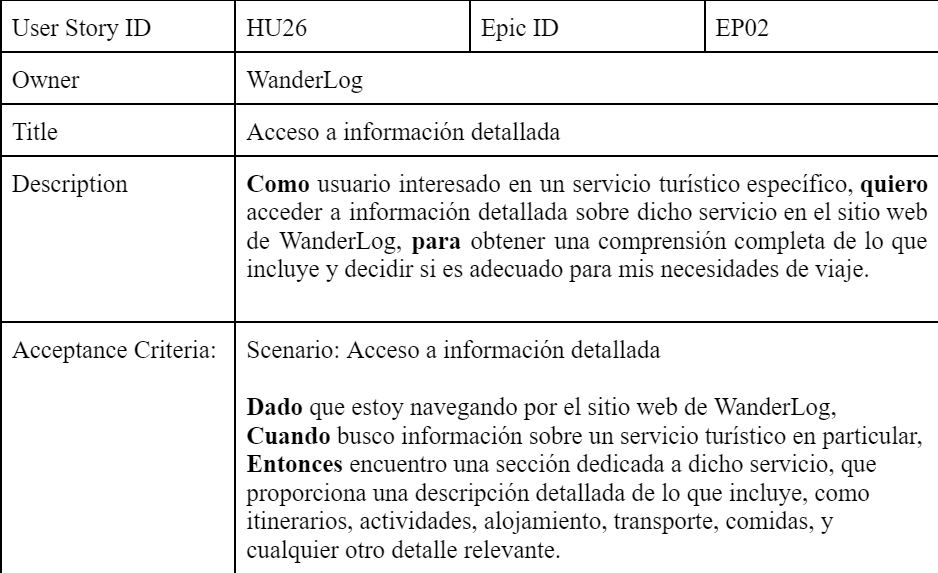 User Story ID HU26 Epic ID EP02
Owner WanderLog
Title Acceso a información detallada
Description Como usuario interesado en un servicio turístico específico, quiero
acceder a información detallada sobre dicho servicio en el sitio web
de WanderLog, para obtener una comprensión completa de lo que
incluye y decidir si es adecuado para mis necesidades de viaje.
Acceptance Criteria: Scenario: Acceso a información detallada
Dado que estoy navegando por el sitio web de WanderLog,
Cuando busco información sobre un servicio turístico en particular,
Entonces encuentro una sección dedicada a dicho servicio, que
proporciona una descripción detallada de lo que incluye, como
itinerarios, actividades, alojamiento, transporte, comidas, y
cualquier otro detalle relevante.